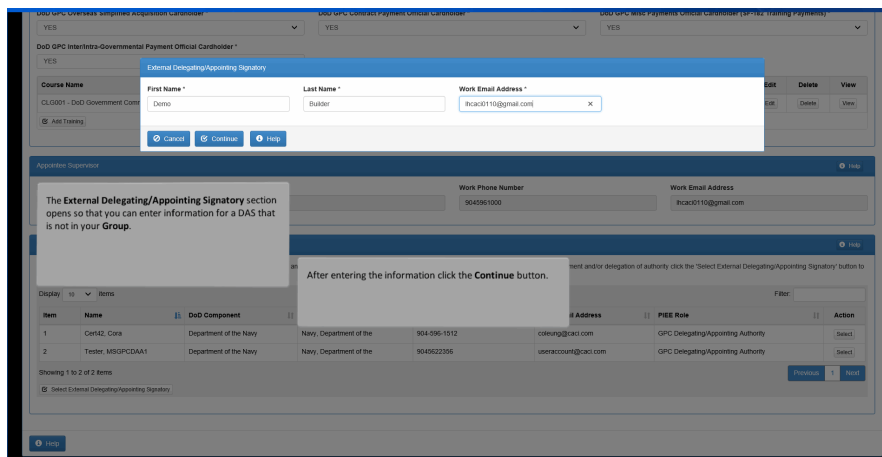 DoD GPC Overseas Simplified Acquisition Cardholder * DoD GPC Contract Payment Official Cardholder * DoD GPC Misc Payments Official Cardholder (SF-182 Training Payments) *
YES YES YES
DoD GPC Inter/Intra-Governmental Payment Official Cardholder *
YES
External Delegating/Appointing Signatory
First Name * Last Name * Work Email Address *
Demo Builder lhcaci0110@gmail.com
Cancel Continue Help
Course Name Edit Delete View
CLG001 - DoD Government Comm Edit Delete View
Add Training
Appointee Supervisor Help
Work Phone Number Work Email Address
9045961000 lhcaci0110@gmail.com
The External Delegating/Appointing Signatory section
opens so that you can enter information for a DAS that
is not in your Group.
Help
and/or delegation of authority click the 'Select External Delegating/Appointing Signatory' button to
After entering the information click the Continue button.
Display 10 items Filter:
Item Name DoD Component Address PIEE Role Action
1 Cert42, Cora Department of the Navy Navy, Department of the 904-596-1512 coleung@caci.com GPC Delegating/Appointing Authority Select
2 Tester, MSGPCDAA1 Department of the Navy Navy, Department of the 9045622356 useraccount@caci.com GPC Delegating/Appointing Authority Select
Showing 1 to 2 of 2 items Previous 1 Next
Select External Delegating/Appointing Signatory
Help